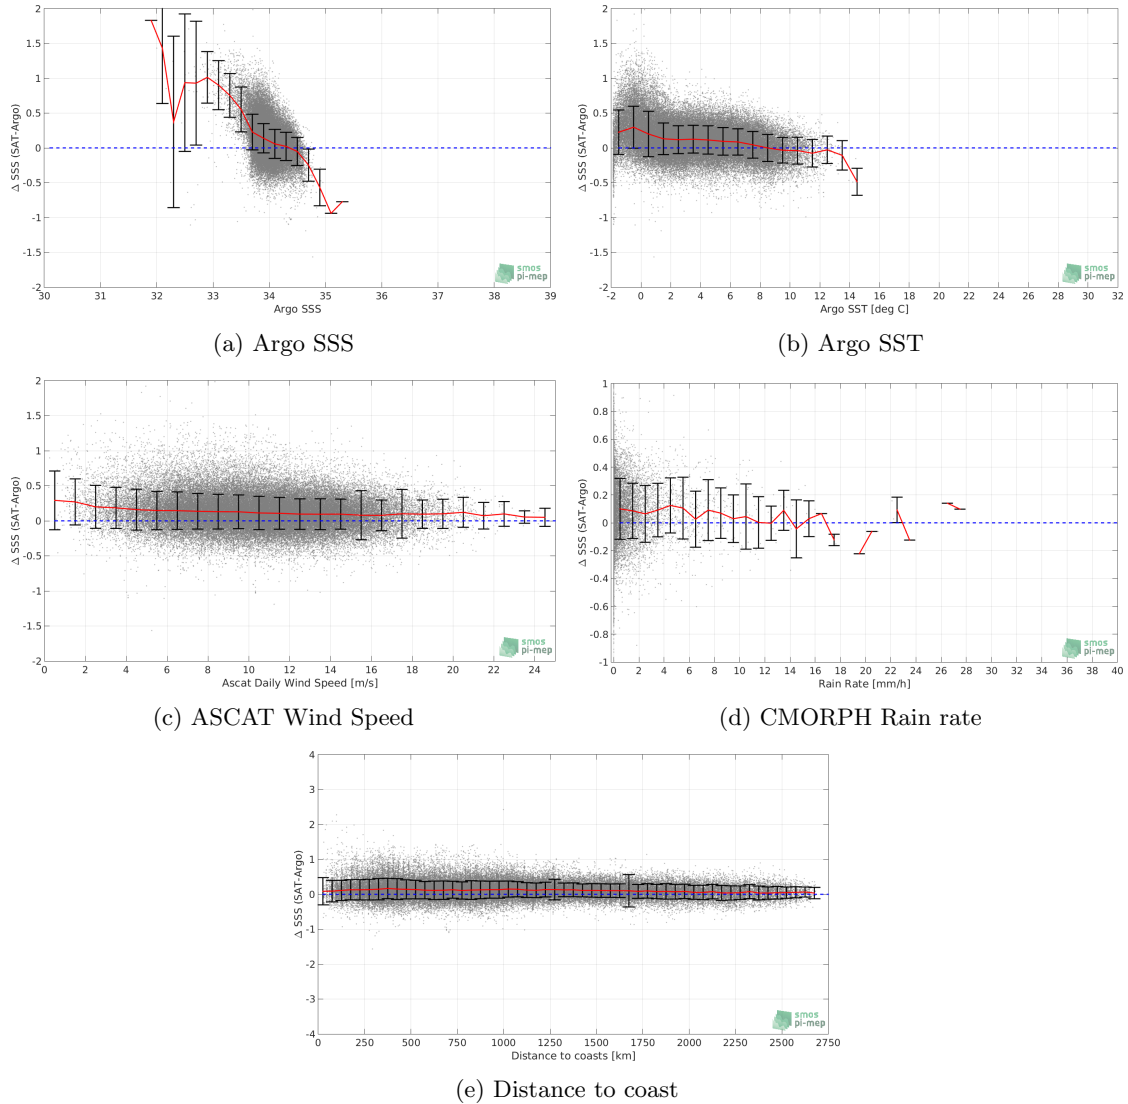 2
1.5
1
0.5
0
-0.5
-1
-1.5
-2
Δ SSS (SAT-Argo)
30 31 32 33 34 35 36 37 38 39
Argo SSS
smos
pi-mep
(a) Argo SSS
2
1.5
1
0.5
0
-0.5
-1
-1.5
-2
Δ SSS (SAT-Argo)
-2 0 2 4 6 8 10 12 14 16 18 20 22 24 26 28 30 32
Argo SST [deg C]
smos
pi-mep
(b) Argo SST
2
1.5
1
0.5
0
-0.5
-1
-1.5
-2
Δ SSS (SAT-Argo)
0 2 4 6 8 10 12 14 16 18 20 22 24
Ascat Daily Wind Speed [m/s]
smos
pi-mep
(c) ASCAT Wind Speed
1
0.8
0.6
0.4
0.2
0
-0.2
-0.4
-0.6
-0.8
-1
Δ SSS (SAT-Argo)
0 2 4 6 8 10 12 14 16 18 20 22 24 26 28 30 32 34 36 38 40
Rain Rate [mm/h]
smos
pi-mep
(d) CMORPH Rain rate
4
3
2
1
0
-1
-2
-3
-4
Δ SSS (SAT-Argo)
0 250 500 750 1000 1250 1500 1750 2000 2250 2500 2750
Distance to coasts [km]
smos
pi-mep
(e) Distance to coast